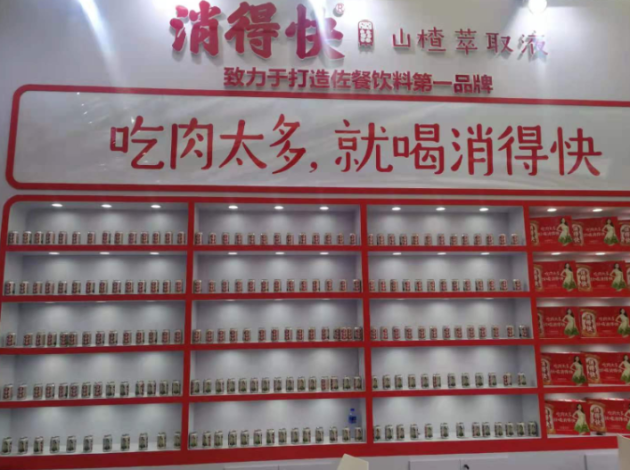 消得快 山楂萃取液
致力于打造佐餐饮料第一品牌
吃肉太多,就喝消得快